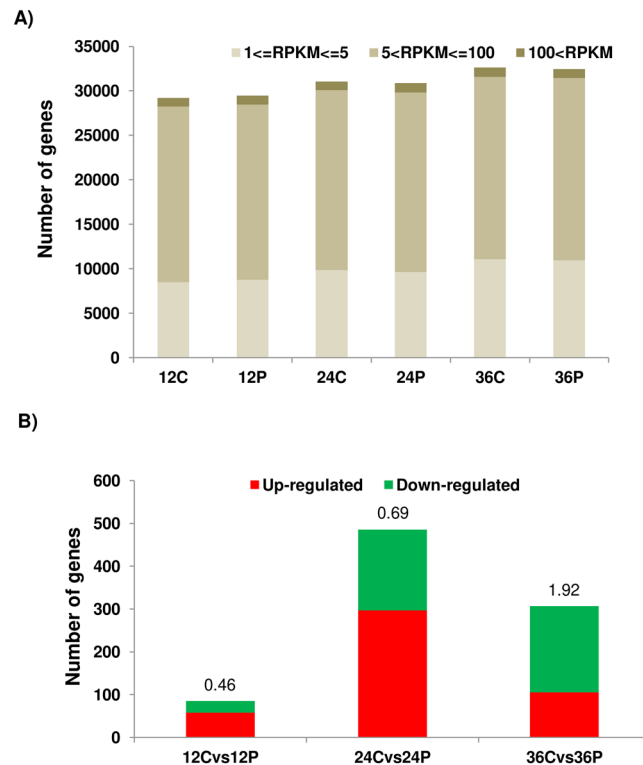 A)
35000
30000
25000
20000
15000
10000
5000
0
Number of genes
1<=RPKM<=5 5<RPKM<=100 100<RPKM
12C 12P 24C 24P 36C 36P
B)
600
500
400
300
200
100
0
Number of genes
Up-regulated Down-regulated
0.46
0.69
1.92
12Cvs12P 24Cvs24P 36Cvs36P